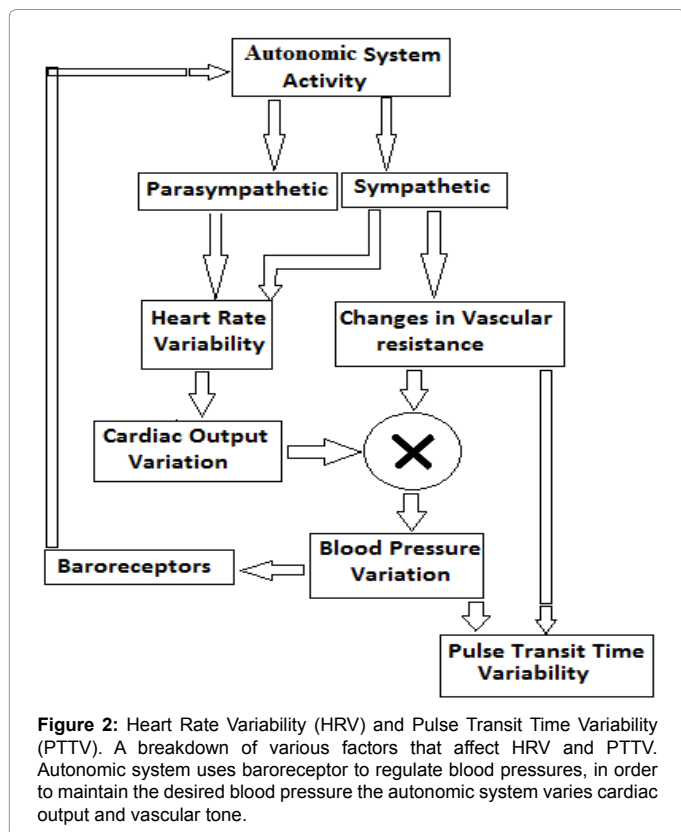 Autonomic System
Activity
Parasympathetic
Sympathetic
Heart Rate
Variability
Changes in Vascular
resistance
Cardiac Output
Variation
Blood Pressure
Variation
Baroreceptors
Pulse Transit Time
Variability
Figure 2: Heart Rate Variability (HRV) and Pulse Transit Time Variability
(PTTV). A breakdown of various factors that affect HRV and PTTV.
Autonomic system uses baroreceptor to regulate blood pressures, in order
to maintain the desired blood pressure the autonomic system varies cardiac
output and vascular tone.